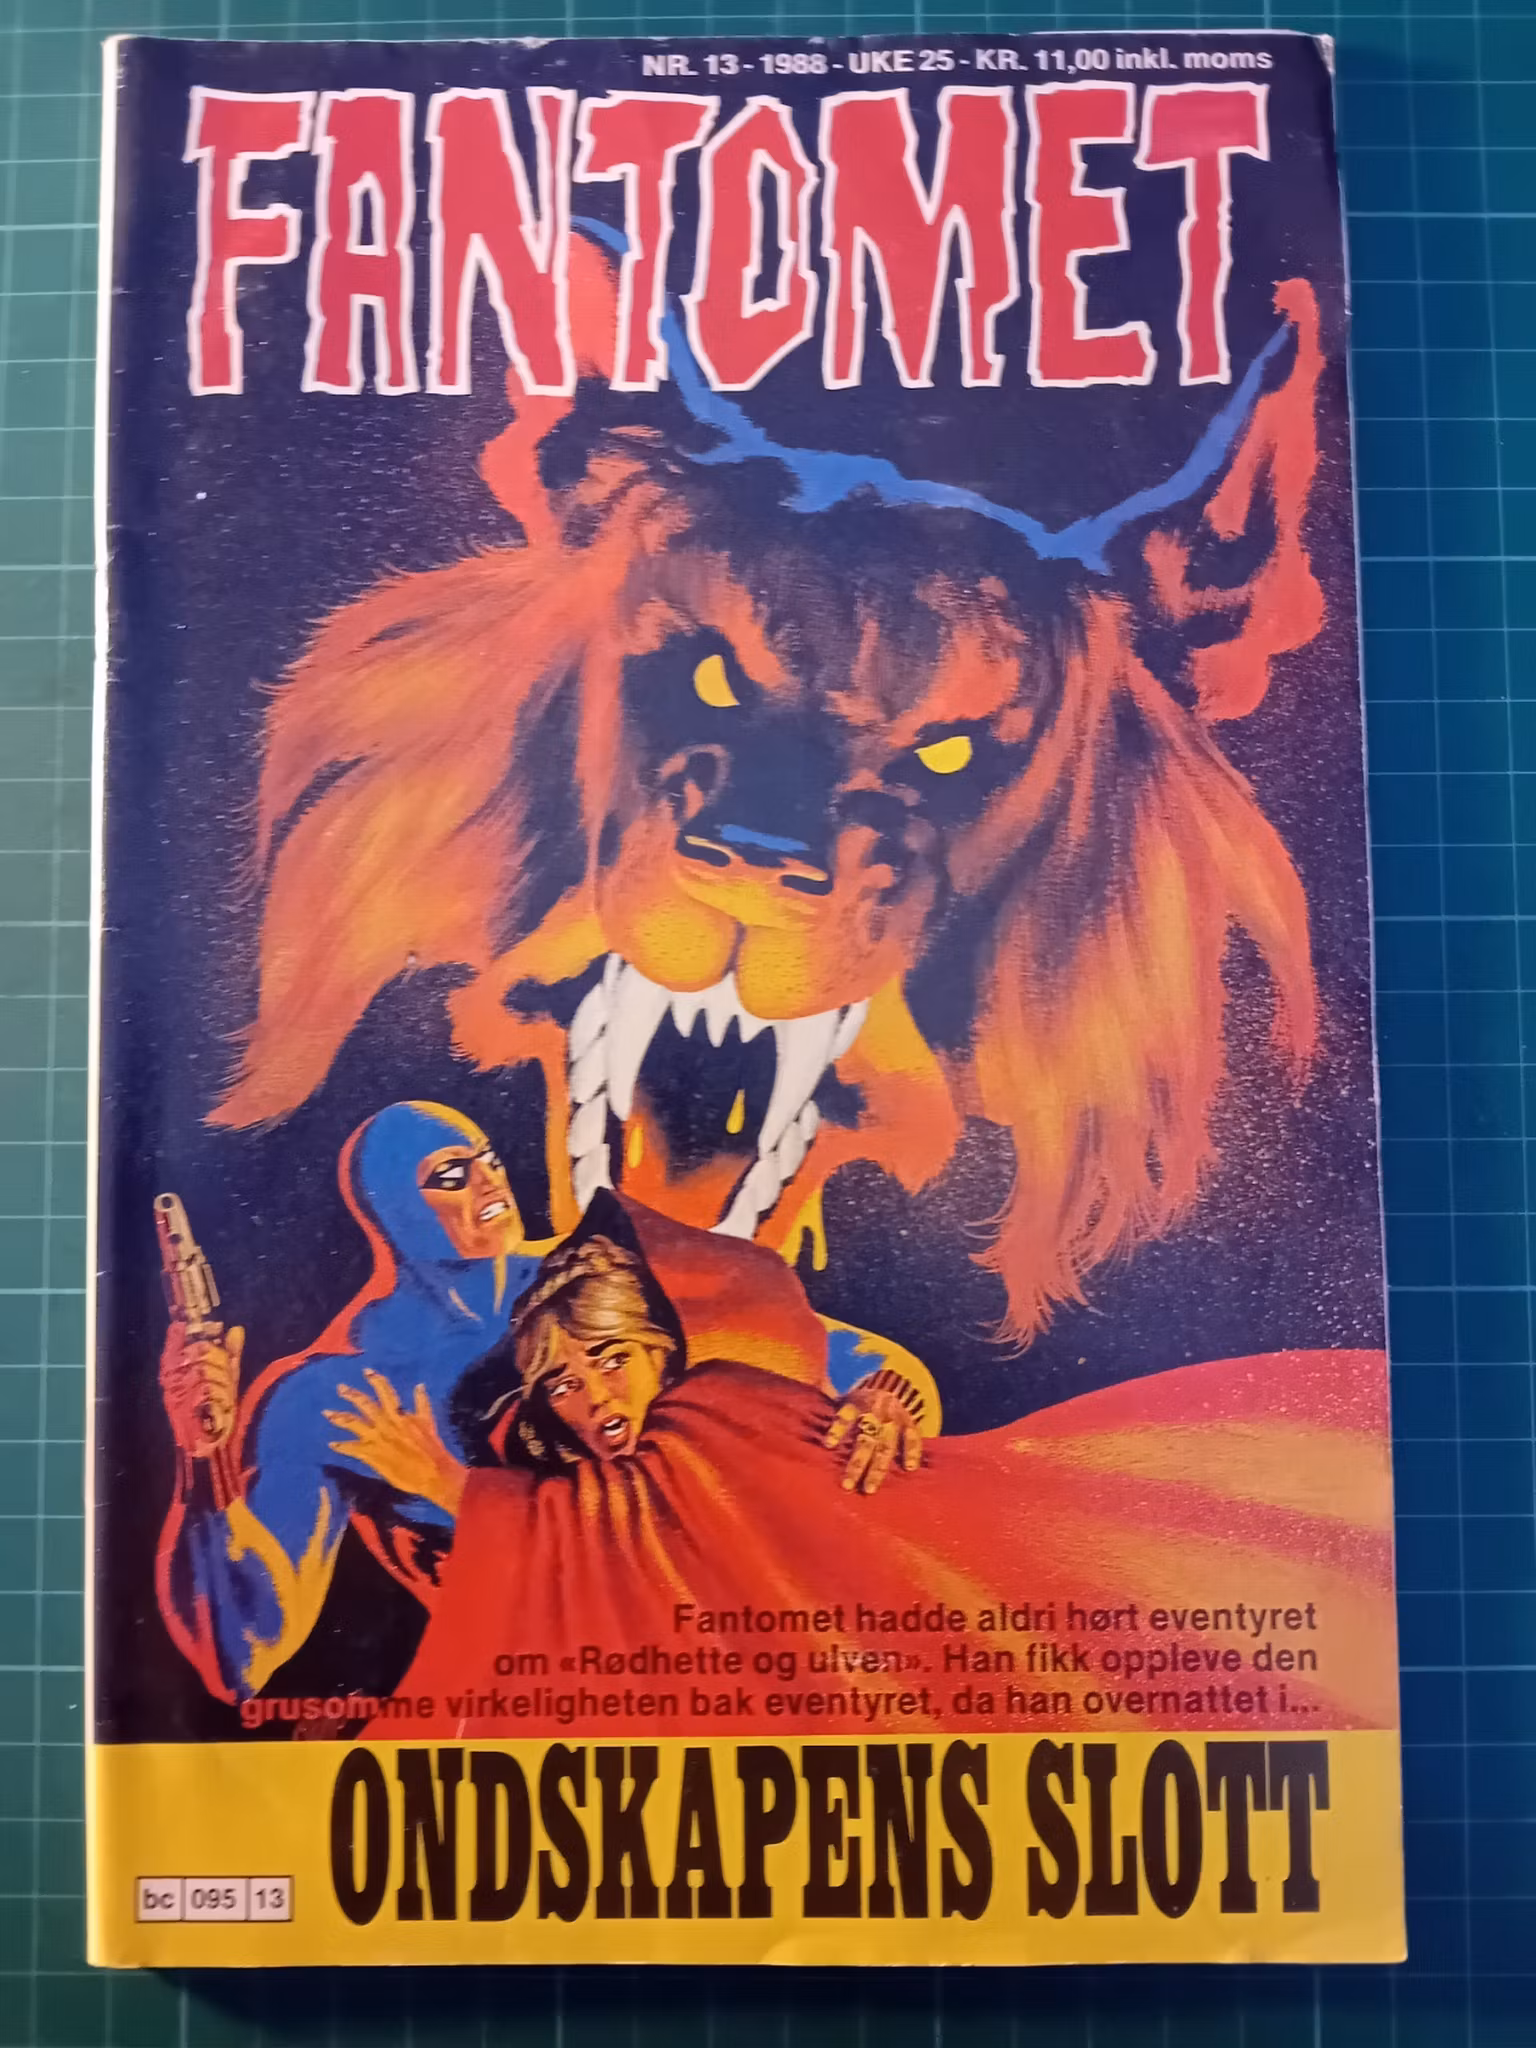 NR. 13 - 1988 - UKE 25 - KR. 11,00 inkl. moms
FANTOMET
Fantomet hadde aldri hørt eventyret
om «Rødhette og ulven». Han fikk oppleve den
grusomme virkeligheten bak eventyret, da han overnattet i...
ONDSKAPENS SLOTT
bc 095 13